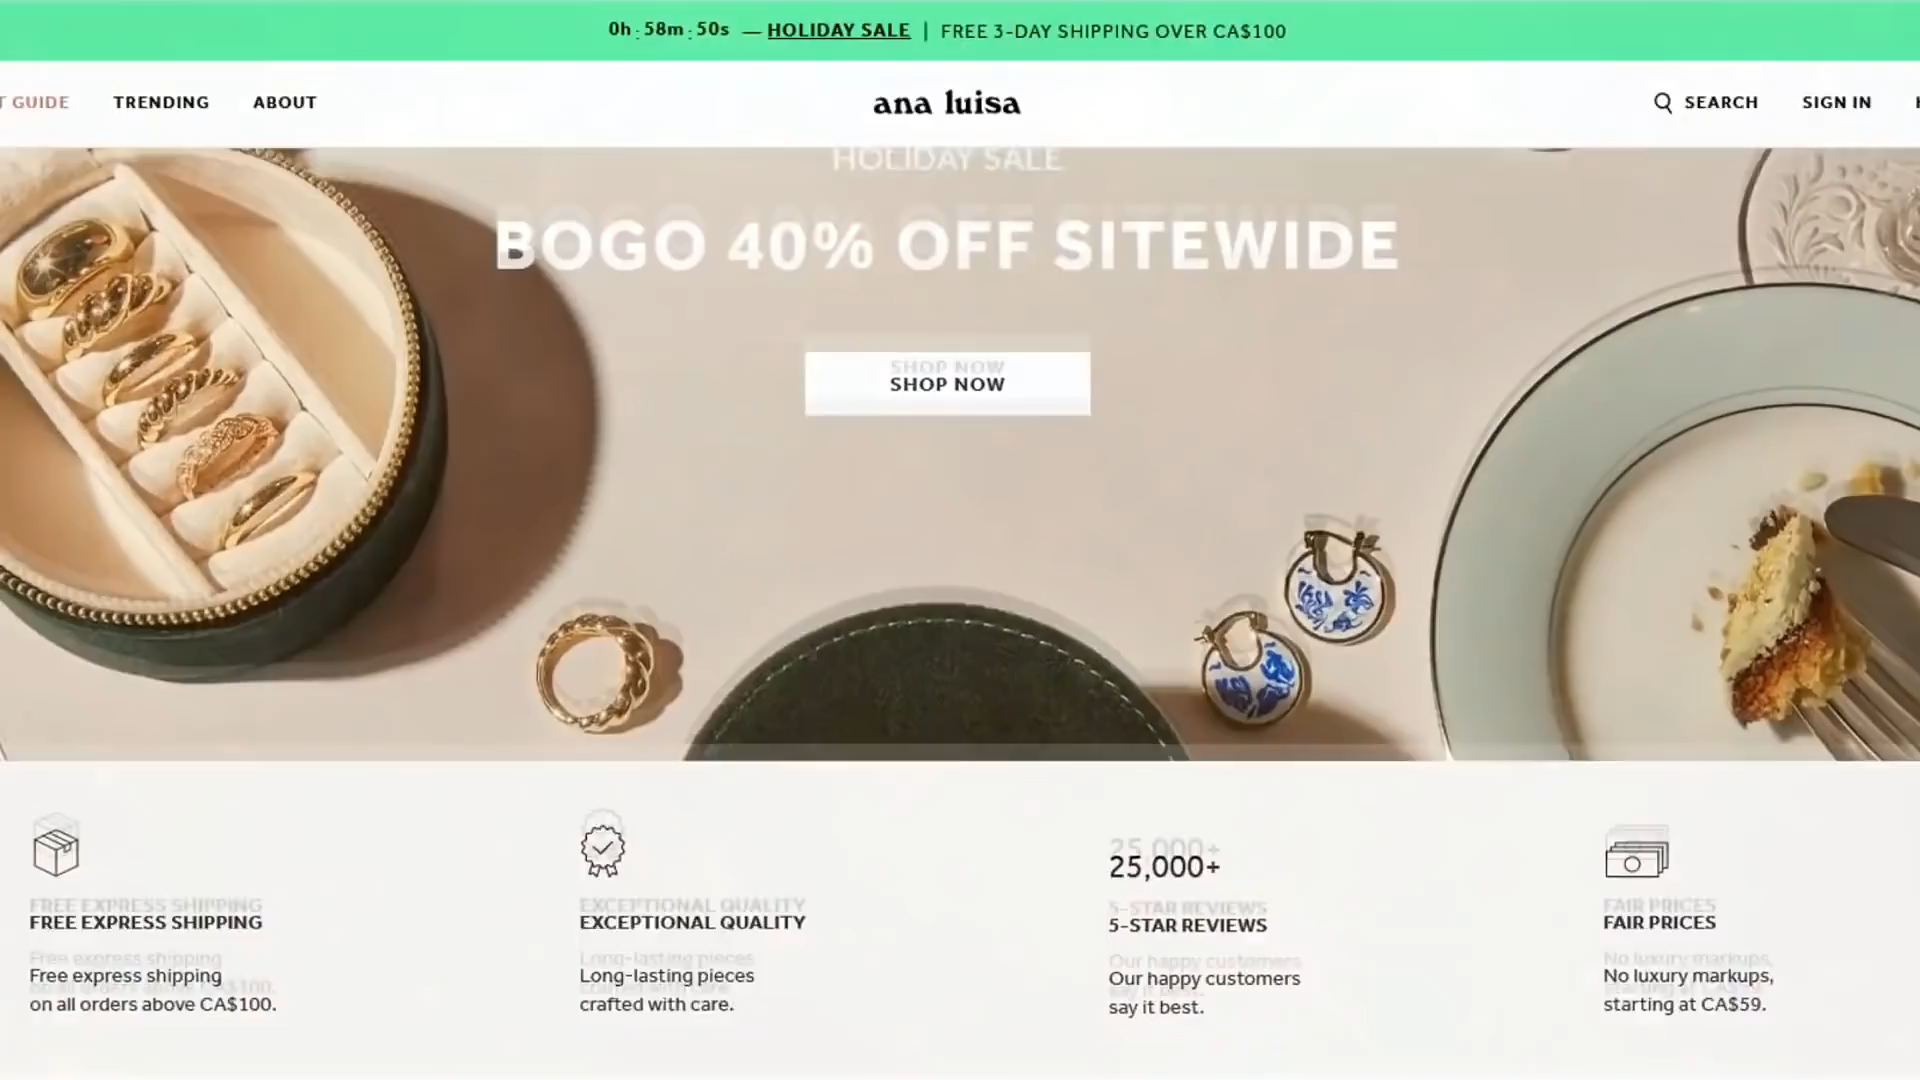 0h : 58m : 50s — HOLIDAY SALE | FREE 3-DAY SHIPPING OVER CA$100
GUIDE TRENDING ABOUT
ana luisa
SEARCH SIGN IN
HOLIDAY SALE
BOGO 40% OFF SITEWIDE
SHOP NOW
FREE EXPRESS SHIPPING
Free express shipping
on all orders above CA$100.
EXCEPTIONAL QUALITY
Long-lasting pieces
crafted with care.
25,000+
5-STAR REVIEWS
Our happy customers
say it best.
FAIR PRICES
No luxury markups,
starting at CA$59.